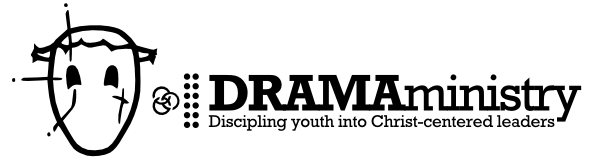 DRAMAministry
Discipling youth into Christ-centered leaders